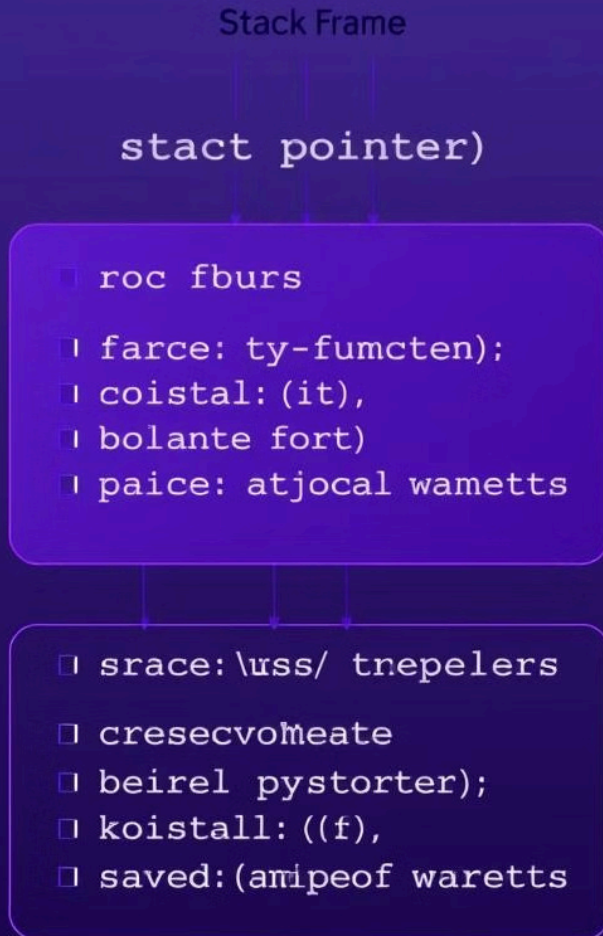 Stack Frame
stact pointer)
roc fburs
farce: ty-fumcten);
coistal: (it),
bolante fort)
paice: atjocal wametts
srace: \uss/ tnepelers
cresecvomeate
beirel pystorter);
koistall: ((f),
saved: (amipeof waretts